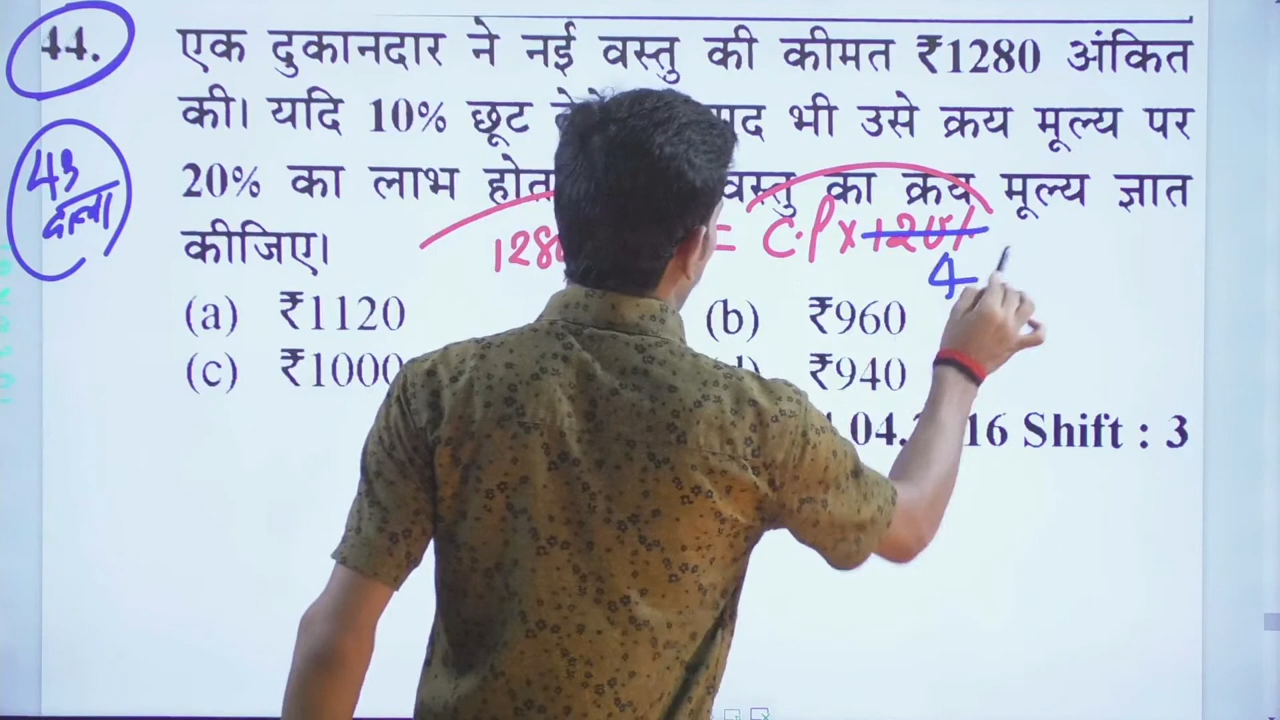 44. एक दुकानदार ने नई वस्तु की कीमत ₹1280 अंकित
की। यदि 10% छूट भी उसे क्रय मूल्य पर
43 वाला
20% का लाभ वस्तु का क्रय मूल्य ज्ञात
कीजिए।
128 = C.P × 120%
4
(a) ₹1120 (b) ₹960
(c) ₹1000 ₹940
04. 16 Shift : 3